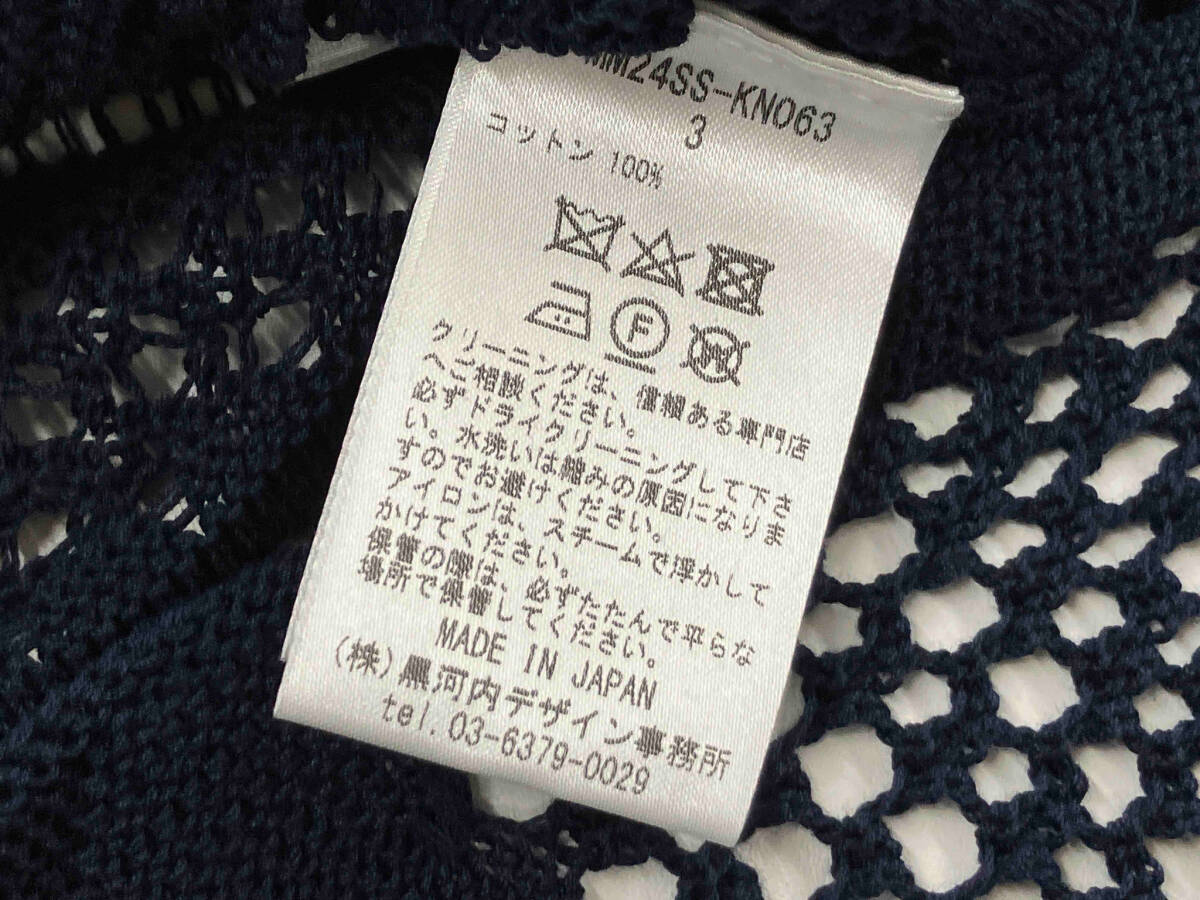 MM24SS-KN063
3
コットン 100%
F
W
クリーニングは、信頼ある専門店
へご相談ください。
必ずドライクリーニングして下さ
い。水洗いは縮みの原因になりま
すのでお避けください。
アイロンは、スチームで浮かして
かけてください。
保管の際は、必ずたたんで平らな
場所で保管してください。
MADE IN JAPAN
(株)黒河内デザイン事務所
tel.03-6379-0029